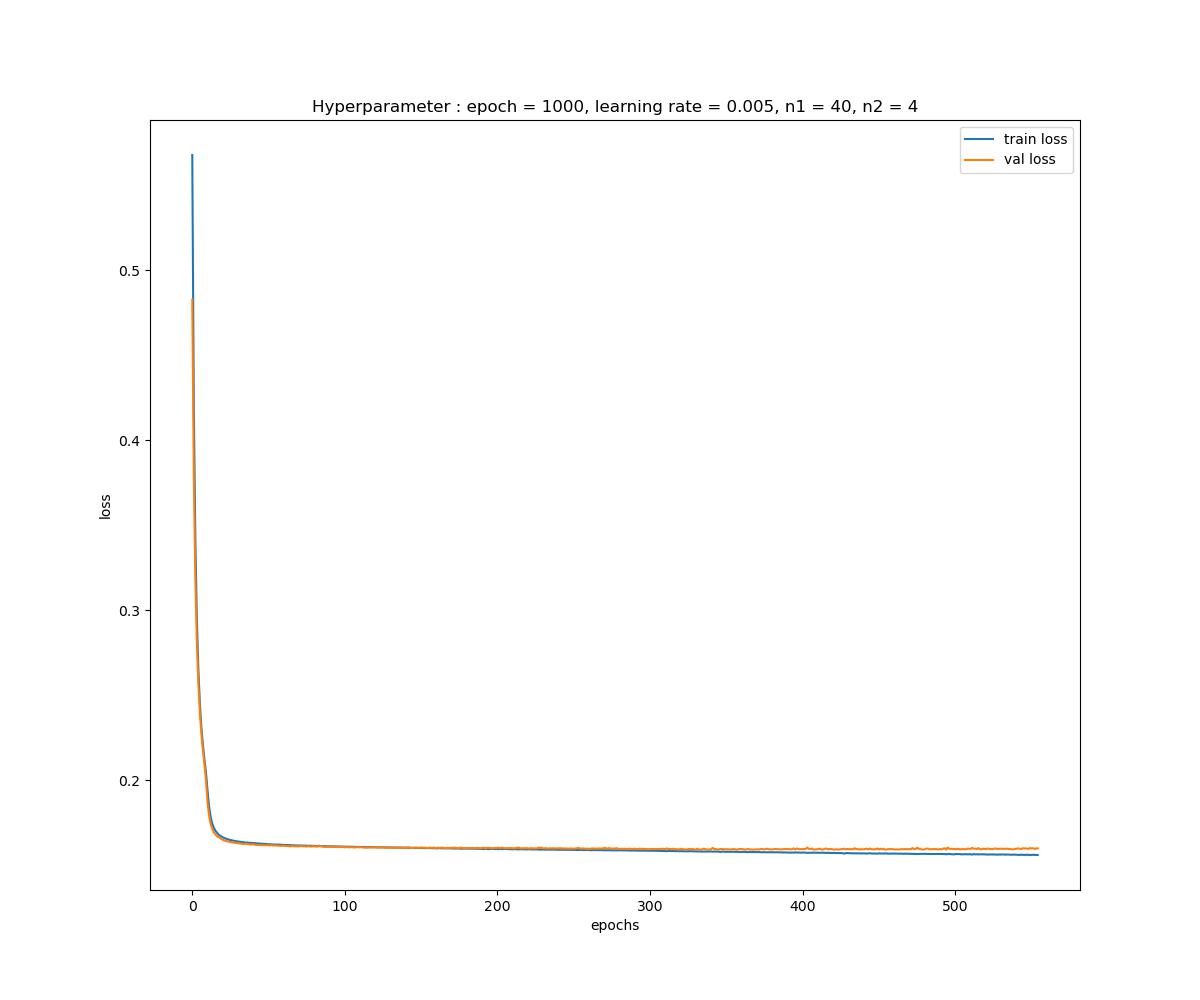 Hyperparameter : epoch = 1000, learning rate = 0.005, n1 = 40, n2 = 4
train loss
val loss
0.5
0.4
0.3
0.2
loss
0 100 200 300 400 500
epochs